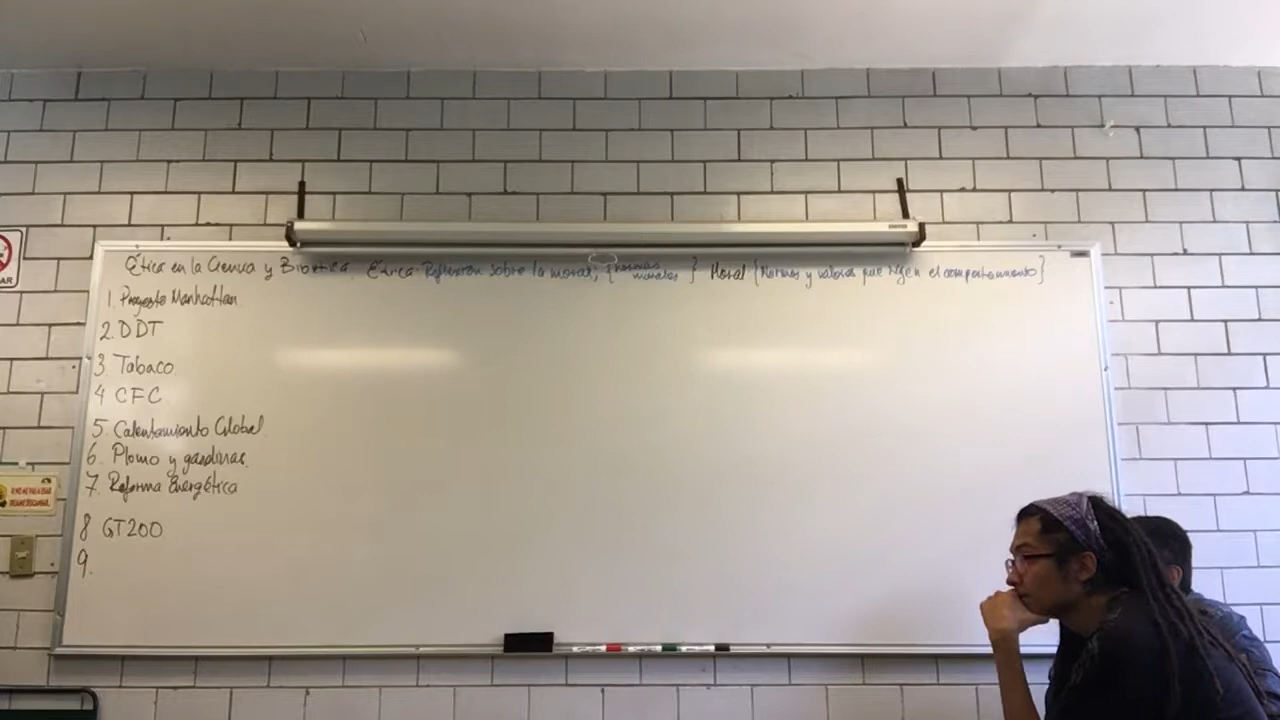 Ética en la Ciencia y Bioética. Ética: Reflexión sobre la moral; {normas morales} Moral {Normas y valores que rigen el comportamiento}
1. Proyecto Manhattan
2. DDT
3. Tabaco
4 CFC
5. Calentamiento Global
6. Plomo y gasolinas.
7. Reforma Energética
8 GT200
9.
AR